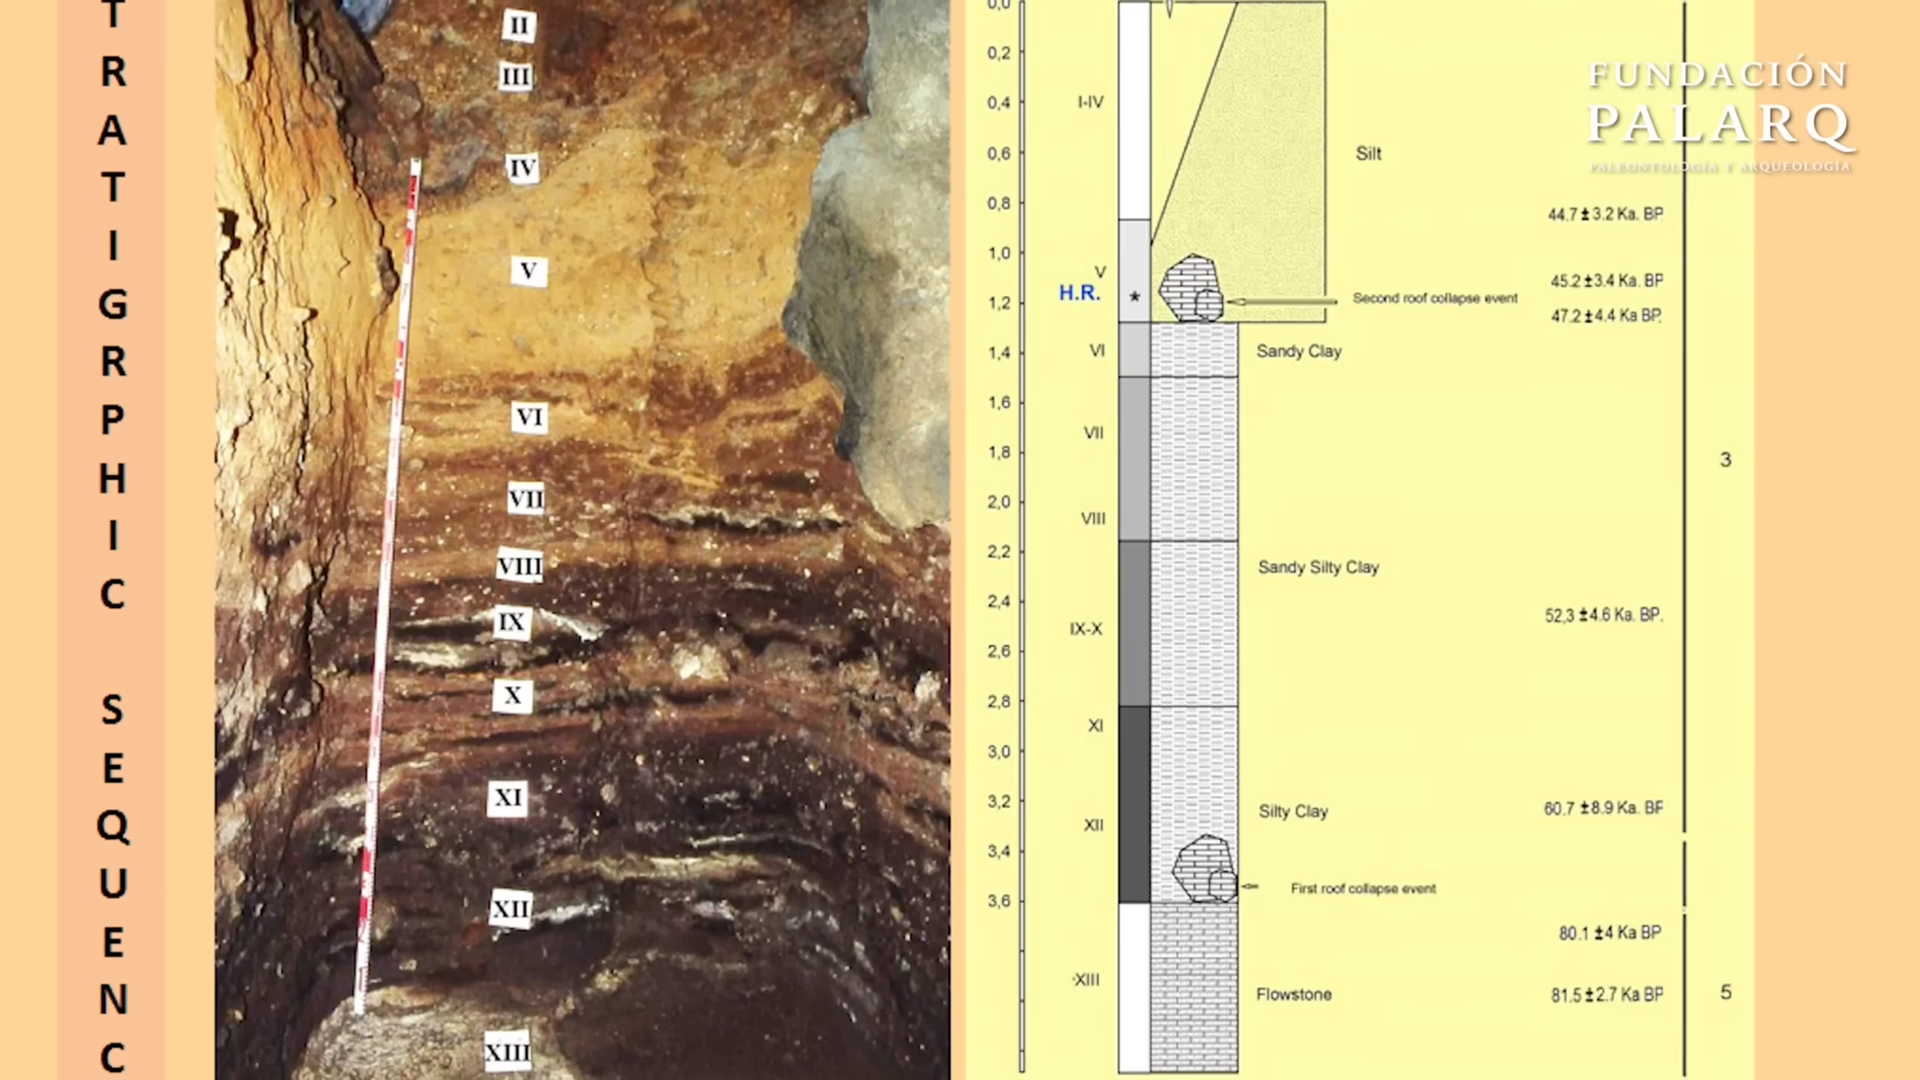 TRATIGRPHIC SEQUENC
II
III
IV
V
VI
VII
VIII
IX
X
XI
XII
XIII
0,0
0,2
0,4
0,6
0,8
1,0
1,2
1,4
1,6
1,8
2,0
2,2
2,4
2,6
2,8
3,0
3,2
3,4
3,6
I-IV
V
H.R.
*
VI
VII
VIII
IX-X
XI
XII
XIII
Silt
Second roof collapse event
Sandy Clay
Sandy Silty Clay
Silty Clay
First roof collapse event
Flowstone
44.7±3.2 Ka. BP
45.2±3.4 Ka. BP
47.2±4.4 Ka BP.
52,3 ±4.6 Ka. BP.
60.7 ±8.9 Ka. BP
80.1 ±4 Ka BP
81.5±2.7 Ka BP
3
5
FUNDACIÓN
PALARQ
PALEONTOLOGÍA Y ARQUEOLOGÍA